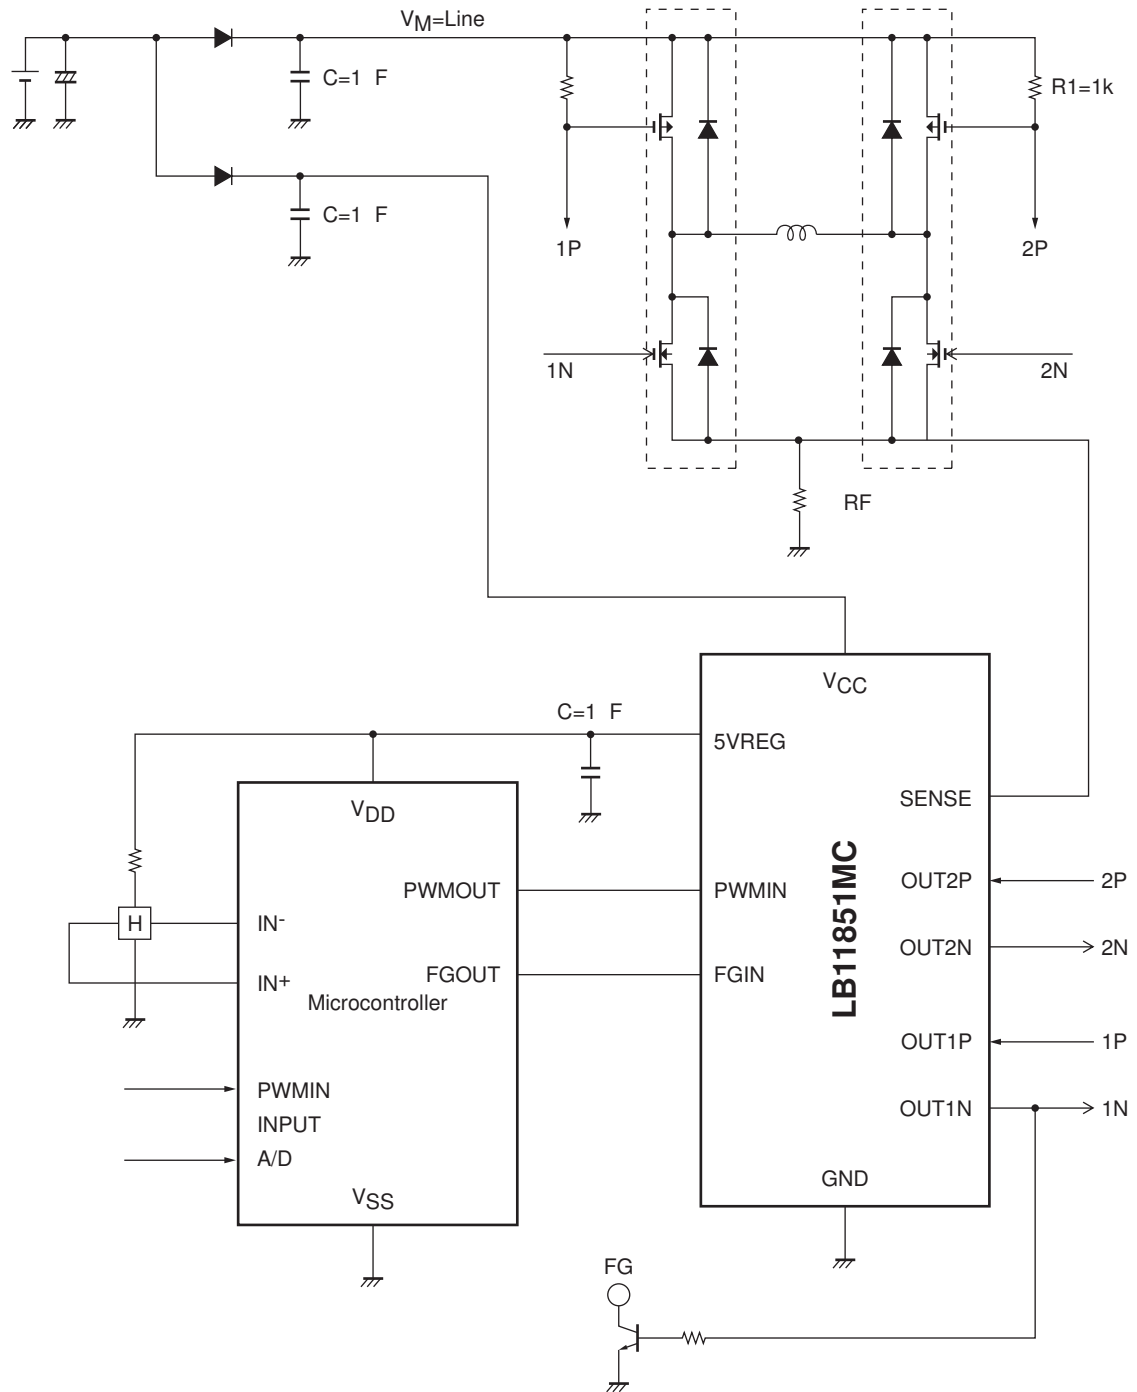 VM=Line
C=1 F
R1=1k
C=1 F
1P
2P
1N
2N
RF
VCC
C=1 F
5VREG
VDD
SENSE
LB11851MC
PWMOUT
PWMIN
OUT2P
2P
H
IN-
OUT2N
2N
IN+
FGOUT
FGIN
Microcontroller
OUT1P
1P
PWMIN
OUT1N
1N
INPUT
A/D
GND
VSS
FG